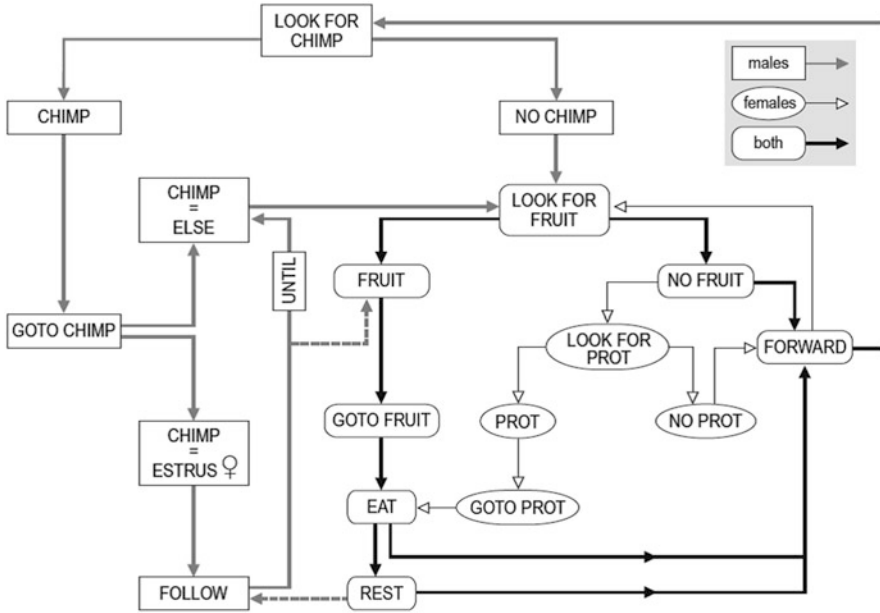 LOOK FOR
CHIMP
males
females
both
CHIMP
NO CHIMP
CHIMP
=
ELSE
LOOK FOR
FRUIT
UNTIL
FRUIT
NO FRUIT
GOTO CHIMP
LOOK FOR
PROT
FORWARD
GOTO FRUIT
PROT
NO PROT
CHIMP
=
ESTRUS ♀
EAT
GOTO PROT
FOLLOW
REST